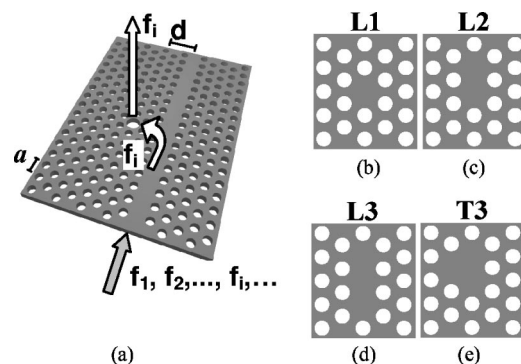 f_i
d
f_i
a
f_1, f_2,..., f_i,...
(a)
L1
L2
(b)
(c)
L3
T3
(d)
(e)